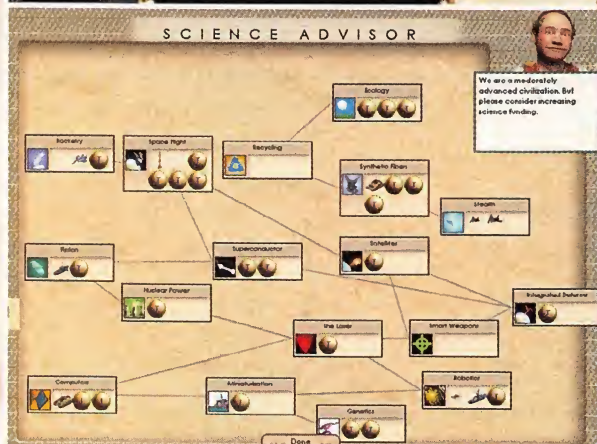 SCIENCE ADVISOR
We are a moderately
advanced civilization. But
please consider increasing
science funding.
Ecology
Rocketry
Space Flight
Recycling
Synthetic Fibers
Stealth
Fission
Superconductor
Satellites
Nuclear Power
Integrated Defense
The Laser
Smart Weapons
Computers
Miniaturization
Robotics
Genetics
Done